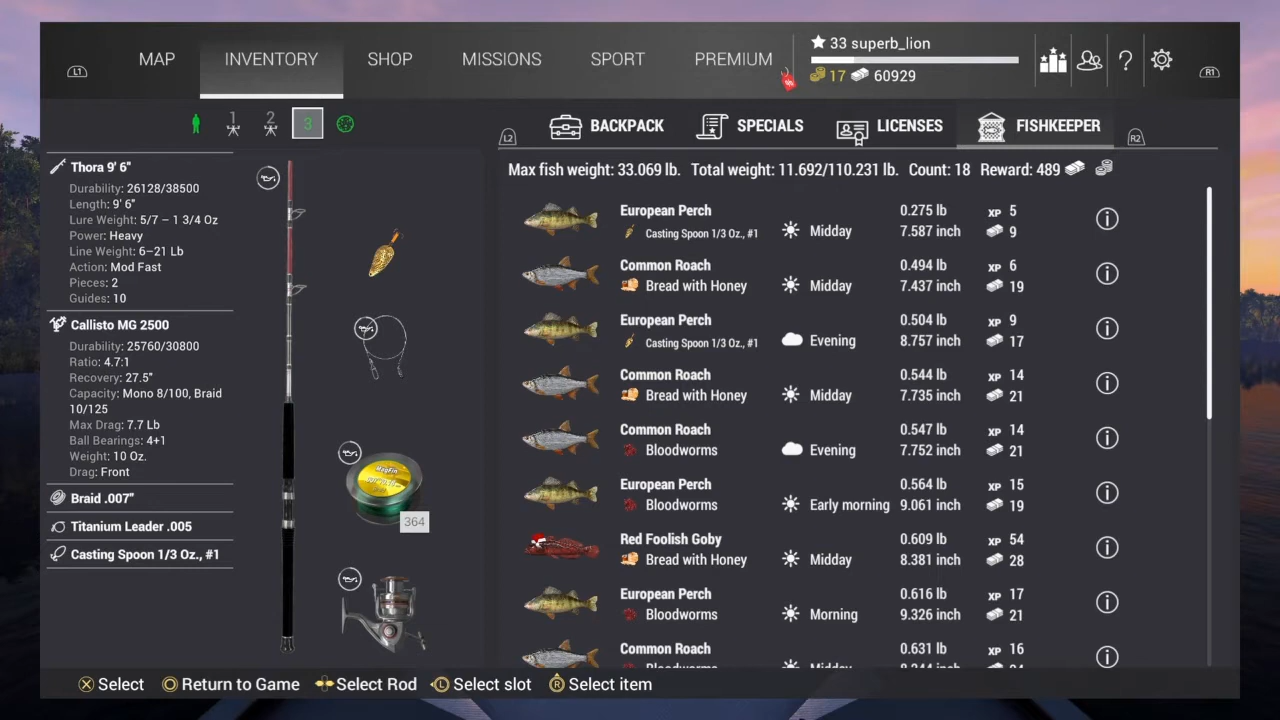 L1
MAP
INVENTORY
SHOP
MISSIONS
SPORT
PREMIUM
33 superb_lion
17 60929
?
R1
1
2
3
L2
BACKPACK
SPECIALS
LICENSES
FISHKEEPER
R2
Thora 9' 6"
Durability: 26128/38500
Length: 9' 6"
Lure Weight: 5/7 – 1 3/4 Oz
Power: Heavy
Line Weight: 6–21 Lb
Action: Mod Fast
Pieces: 2
Guides: 10
Callisto MG 2500
Durability: 25760/30800
Ratio: 4.7:1
Recovery: 27.5"
Capacity: Mono 8/100, Braid
10/125
Max Drag: 7.7 Lb
Ball Bearings: 4+1
Weight: 10 Oz.
Drag: Front
Braid .007"
Titanium Leader .005
Casting Spoon 1/3 Oz., #1
MagFin
364
Max fish weight: 33.069 lb. Total weight: 11.692/110.231 lb. Count: 18 Reward: 489
European Perch 0.275 lb XP 5
Casting Spoon 1/3 Oz., #1 Midday 7.587 inch 9
Common Roach 0.494 lb XP 6
Bread with Honey Midday 7.437 inch 19
European Perch 0.504 lb XP 9
Casting Spoon 1/3 Oz., #1 Evening 8.757 inch 17
Common Roach 0.544 lb XP 14
Bread with Honey Midday 7.735 inch 21
Common Roach 0.547 lb XP 14
Bloodworms Evening 7.752 inch 21
European Perch 0.564 lb XP 15
Bloodworms Early morning 9.061 inch 19
Red Foolish Goby 0.609 lb XP 54
Bread with Honey Midday 8.381 inch 28
European Perch 0.616 lb XP 17
Bloodworms Morning 9.326 inch 21
Common Roach 0.631 lb XP 16
Bloodworms Midday 8.244 inch 24
Select
Return to Game
Select Rod
L Select slot
R Select item